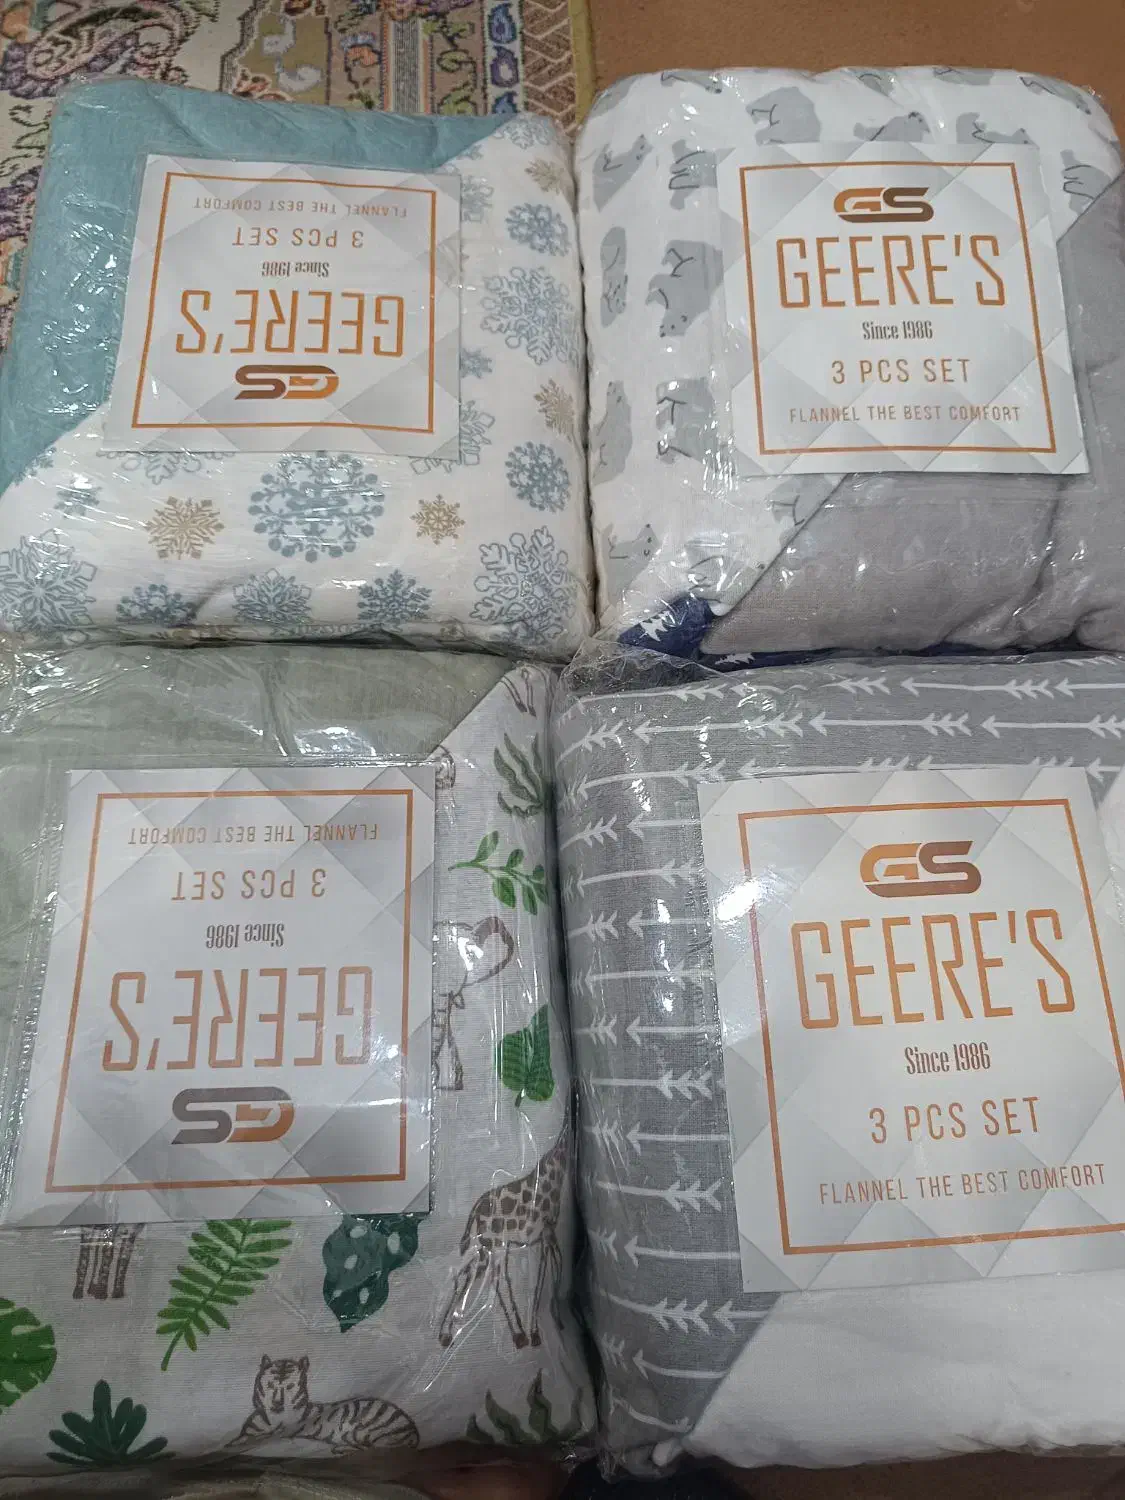 FLANNEL THE BEST COMFORT
3 PCS SET
Since 1986
GEERE'S
GS
GS
GEERE'S
Since 1986
3 PCS SET
FLANNEL THE BEST COMFORT
FLANNEL THE BEST COMFORT
3 PCS SET
Since 1986
GEERE'S
GS
GS
GEERE'S
Since 1986
3 PCS SET
FLANNEL THE BEST COMFORT